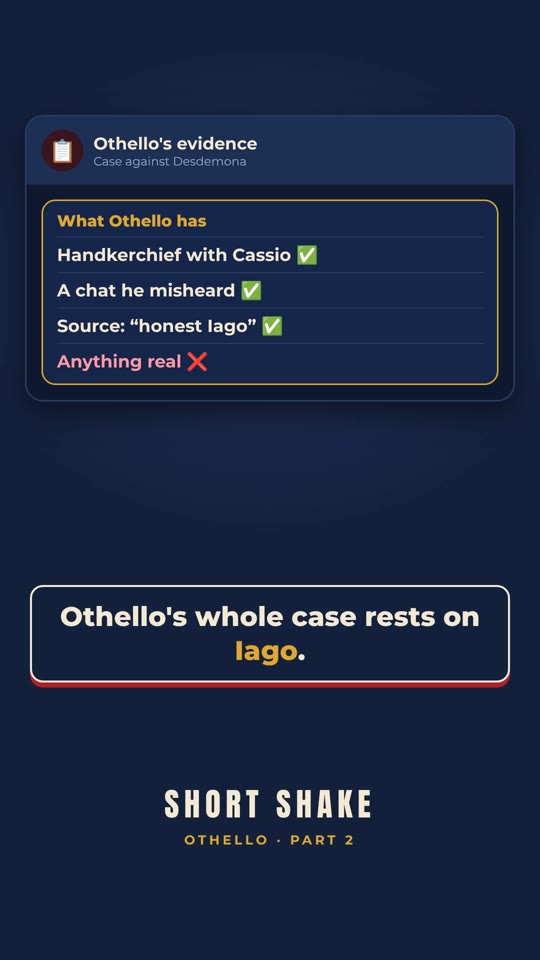 Othello's evidence
Case against Desdemona
What Othello has
Handkerchief with Cassio ✅
A chat he misheard ✅
Source: “honest Iago” ✅
Anything real ❌
Othello's whole case rests on
Iago.
SHORT SHAKE
OTHELLO · PART 2